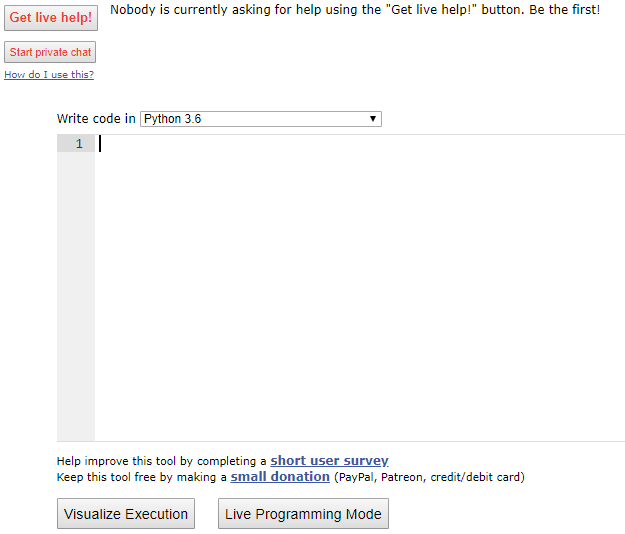 Get live help!
Nobody is currently asking for help using the "Get live help!" button. Be the first!
Start private chat
How do I use this?
Write code in Python 3.6
1
Help improve this tool by completing a short user survey
Keep this tool free by making a small donation (PayPal, Patreon, credit/debit card)
Visualize Execution
Live Programming Mode